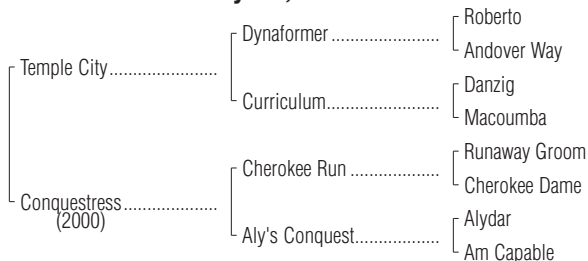 Roberto
Dynaformer ......................
Andover Way
Temple City......................
Danzig
Curriculum.......................
Macoumba
Runaway Groom
Cherokee Run ..................
Cherokee Dame
Conquestress...................
(2000)
Alydar
Aly's Conquest.................
Am Capable